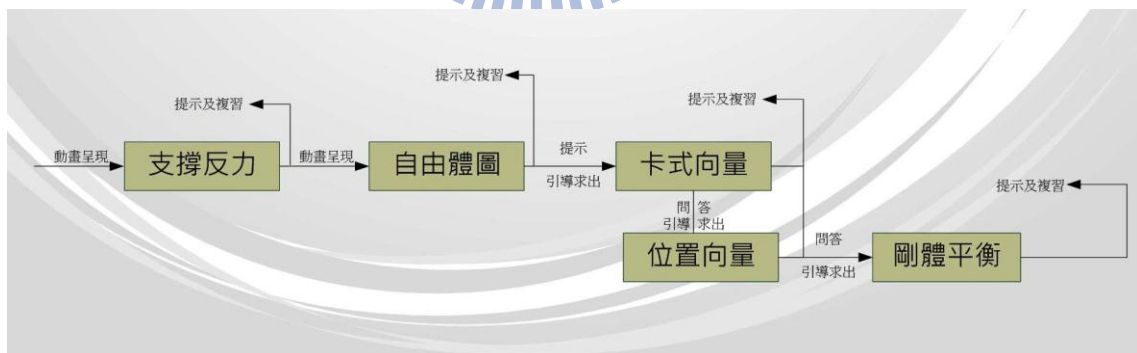 提示及複習
提示及複習
提示及複習
動畫呈現
支撐反力
動畫呈現
自由體圖
提示
引導求出
卡式向量
問 答
引導 求出
提示及複習
位置向量
問答
引導求出
剛體平衡